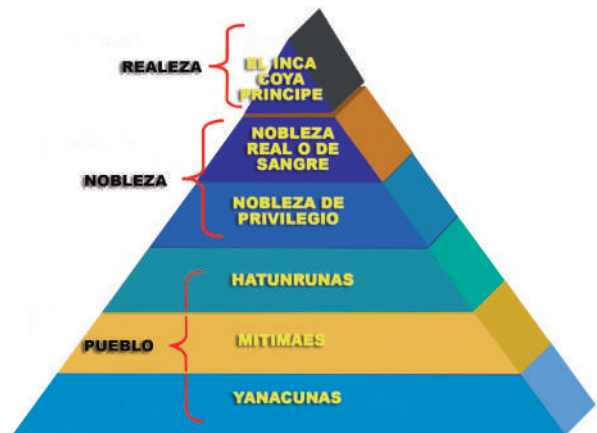 REALEZA
EL INCA
COYA
PRINCIPE
NOBLEZA
NOBLEZA
REAL O DE
SANGRE
NOBLEZA DE
PRIVILEGIO
PUEBLO
HATUNRUNAS
MITIMAES
YANACUNAS